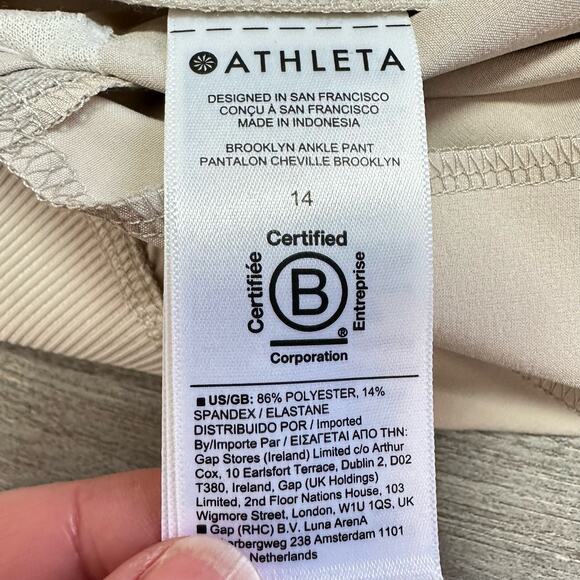 ATHLETA
DESIGNED IN SAN FRANCISCO
CONÇU À SAN FRANCISCO
MADE IN INDONESIA
BROOKLYN ANKLE PANT
PANTALON CHEVILLE BROOKLYN
14
Certified
Certifiée
B
Entreprise
®
Corporation
■ US/GB: 86% POLYESTER, 14%
SPANDEX / ELASTANE
DISTRIBUIDO POR / Imported
By/Importe Par / ΕΙΣΑΓΕΤΑΙ ΑΠΟ ΤΗΝ:
Gap Stores (Ireland) Limited c/o Arthur
Cox, 10 Earlsfort Terrace, Dublin 2, D02
T380, Ireland, Gap (UK Holdings)
Limited, 2nd Floor Nations House, 103
Wigmore Street, London, W1U 1QS, UK
■ Gap (RHC) B.V. Luna ArenA
238 Amsterdam 1101
Netherlands